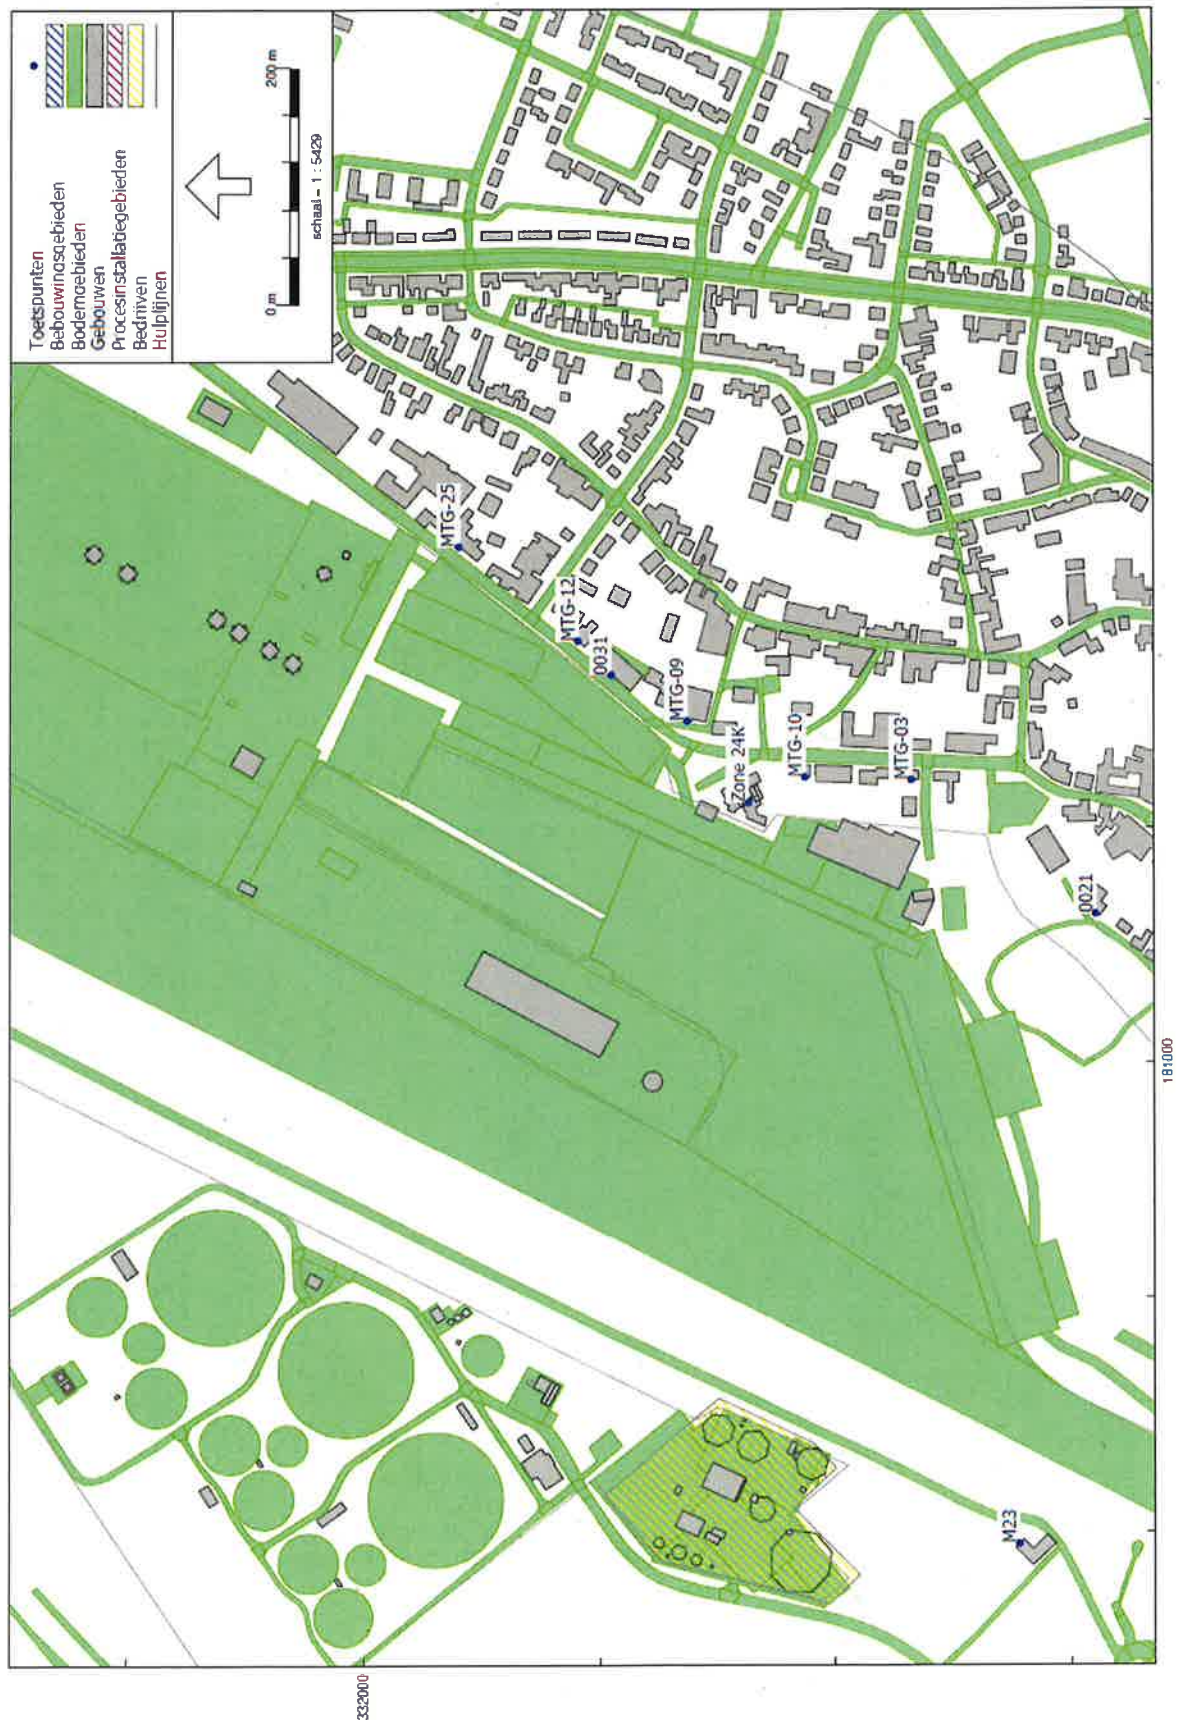 Toetspunten
Bebouwingsgebieden
Bodemgebieden
Gebouwen
Procesinstallatiegebieden
Bedrijven
Hulplijnen
0 m
200 m
schaal = 1 : 5429
MTG-25
MTG-12
0031
MTG-09
Zone 24K
MTG-10
MTG-03
0021
M23
332000
181000